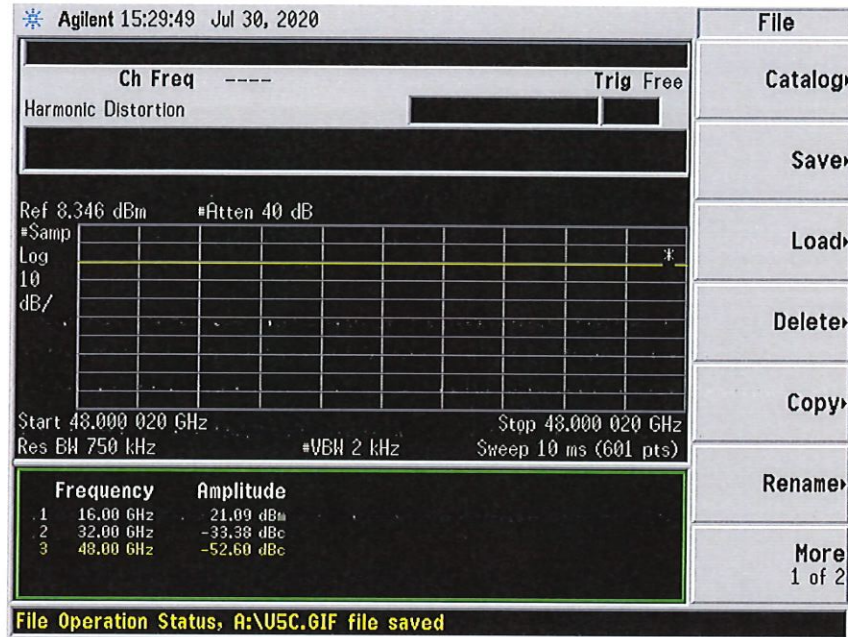 Agilent 15:29:49 Jul 30, 2020
File
Ch Freq ----
Trig Free
Harmonic Distortion
Ref 8.346 dBm #Atten 40 dB
#Samp
Log
10
dB/
*
Start 48.000 020 GHz Stop 48.000 020 GHz
Res BW 750 kHz #VBW 2 kHz Sweep 10 ms (601 pts)
Frequency Amplitude
1 16.00 GHz 21.09 dBm
2 32.00 GHz -33.38 dBc
3 48.00 GHz -52.60 dBc
File Operation Status, A:\U5C.GIF file saved
Catalog
Save
Load
Delete
Copy
Rename
More
1 of 2